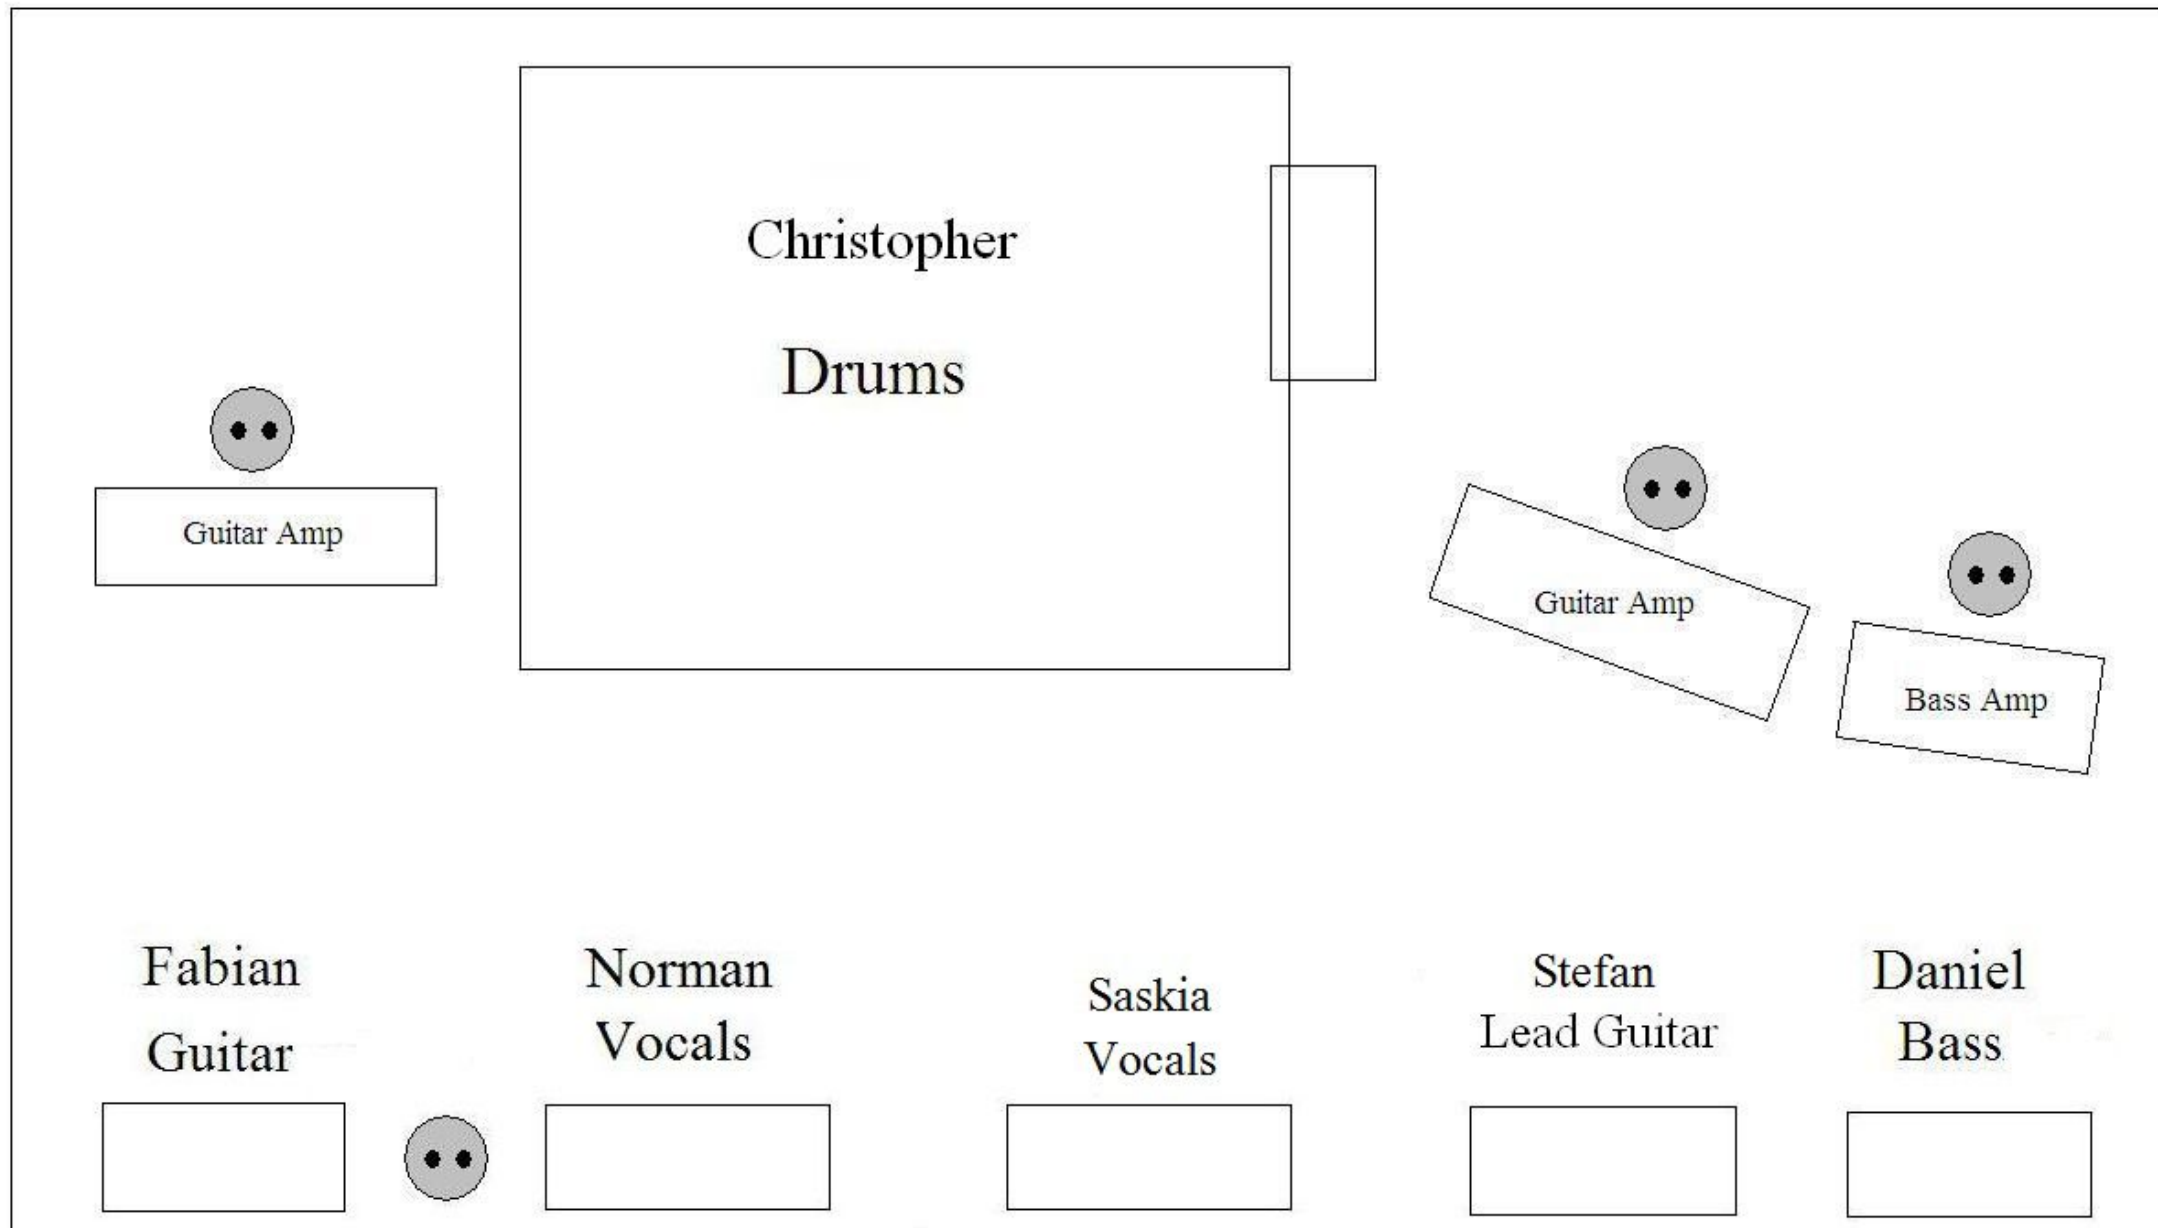 Christopher
Drums
Guitar Amp
Guitar Amp
Bass Amp
Fabian
Guitar
Norman
Vocals
Saskia
Vocals
Stefan
Lead Guitar
Daniel
Bass